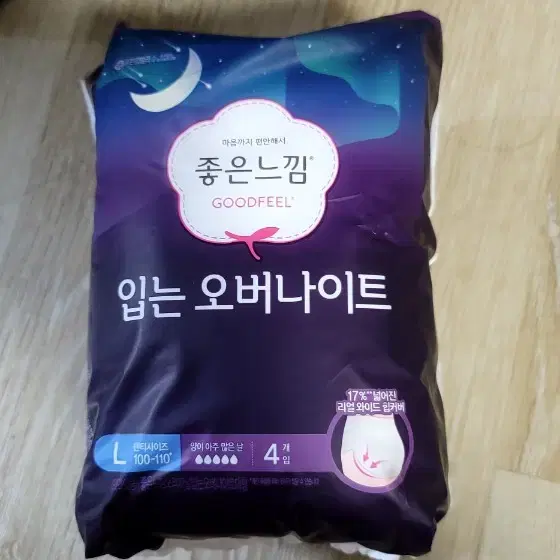 마음까지 편안해서
좋은느낌®
GOODFEEL®
입는 오버나이트
17%** 넓어진
리얼 와이드 힙커버
L 팬티사이즈
100-110*
양이 아주 많은 날
4 개입